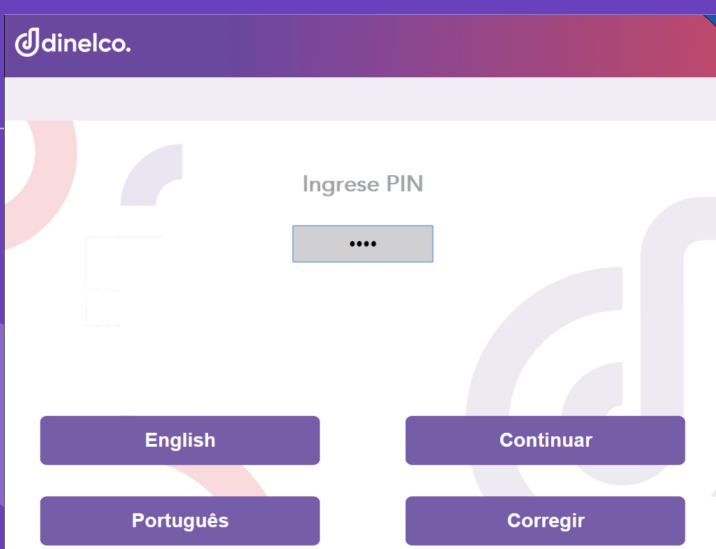 dinelco.
Ingrese PIN
••••
English
Continuar
Português
Corregir